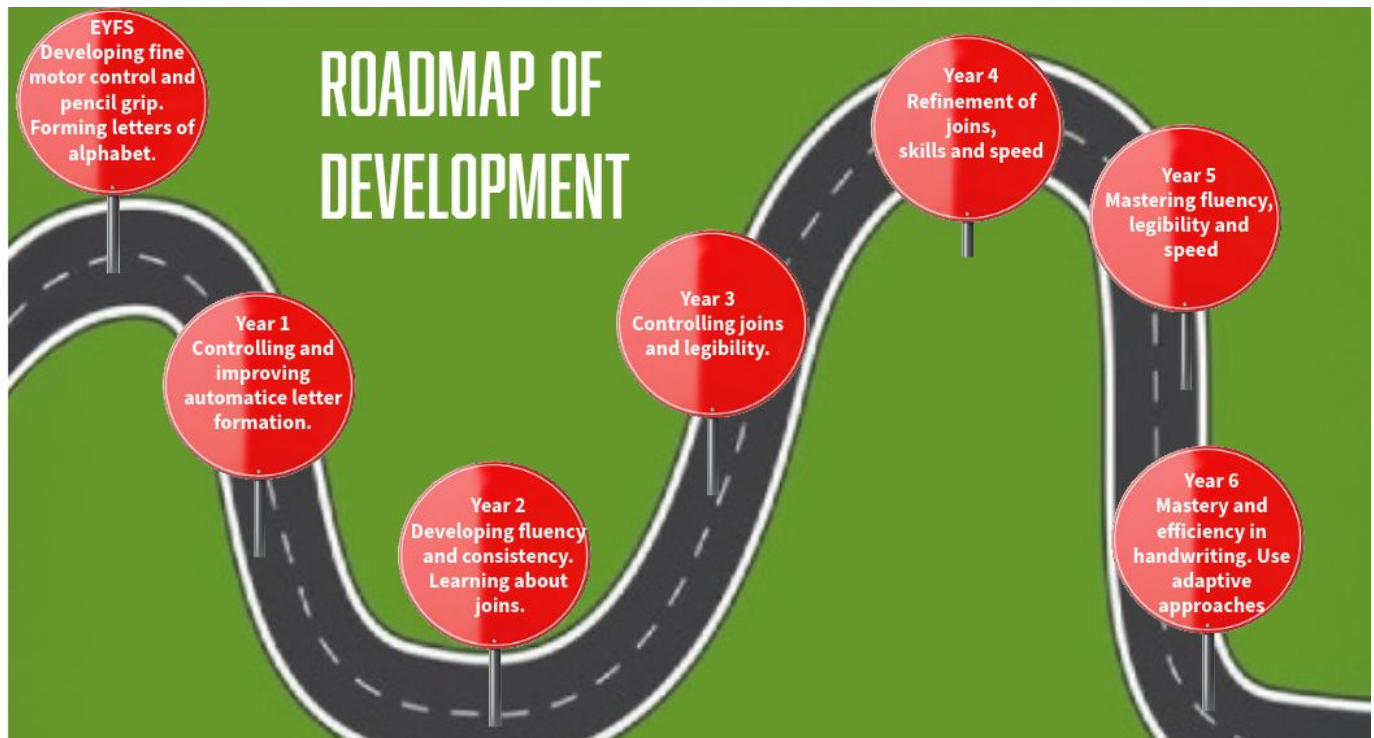 ROADMAP OF
DEVELOPMENT
EYFS
Developing fine
motor control and
pencil grip.
Forming letters of
alphabet.
Year 1
Controlling and
improving
automatice letter
formation.
Year 2
Developing fluency
and consistency.
Learning about
joins.
Year 3
Controlling joins
and legibility.
Year 4
Refinement of
joins,
skills and speed
Year 5
Mastering fluency,
legibility and
speed
Year 6
Mastery and
efficiency in
handwriting. Use
adaptive
approaches